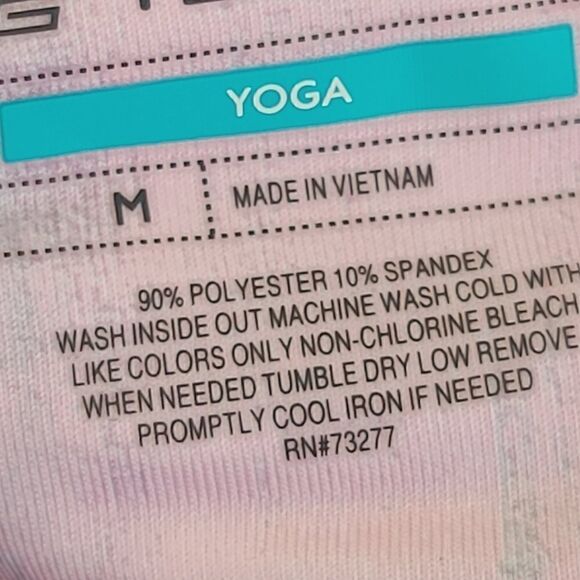 YOGA
M
MADE IN VIETNAM
90% POLYESTER 10% SPANDEX
WASH INSIDE OUT MACHINE WASH COLD WITH
LIKE COLORS ONLY NON-CHLORINE BLEACH
WHEN NEEDED TUMBLE DRY LOW REMOVE
PROMPTLY COOL IRON IF NEEDED
RN#73277